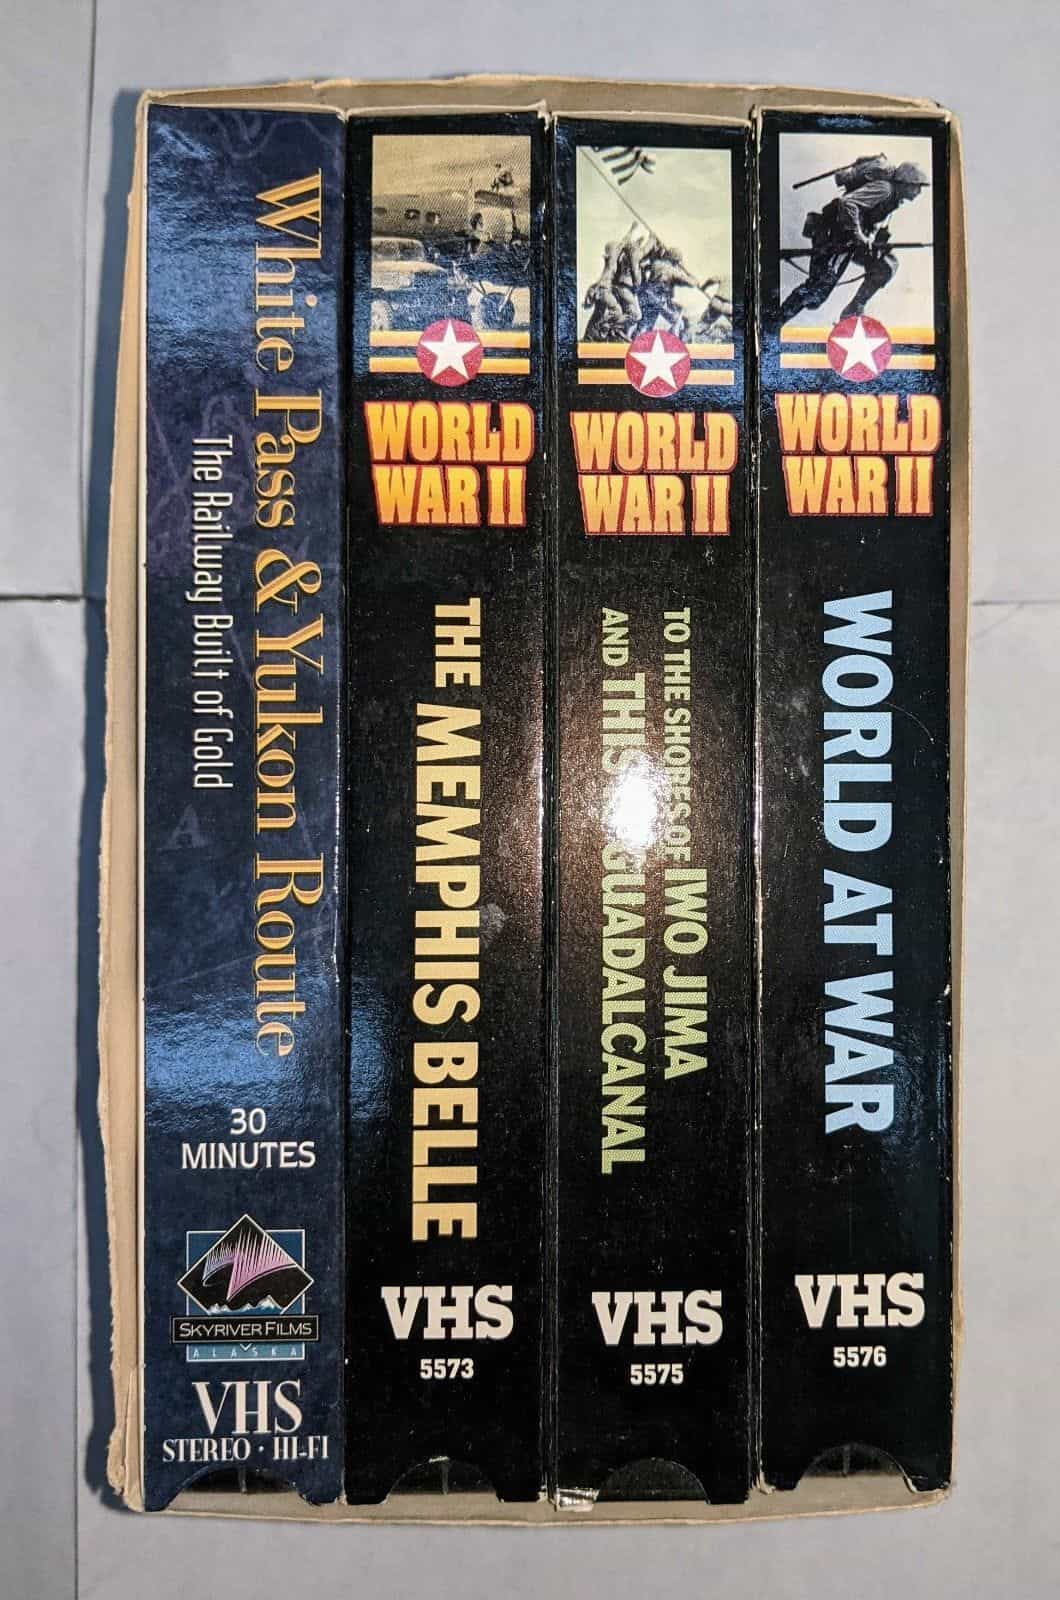 White Pass & Yukon Route
The Railway Built of Gold
30
MINUTES
SKYRIVER FILMS
ALASKA
VHS
STEREO · HI-FI
WORLD
WAR II
THE MEMPHIS BELLE
VHS
5573
WORLD
WAR II
TO THE SHORES OF IWO JIMA
AND THIS GUADALCANAL
VHS
5575
WORLD
WAR II
WORLD AT WAR
VHS
5576